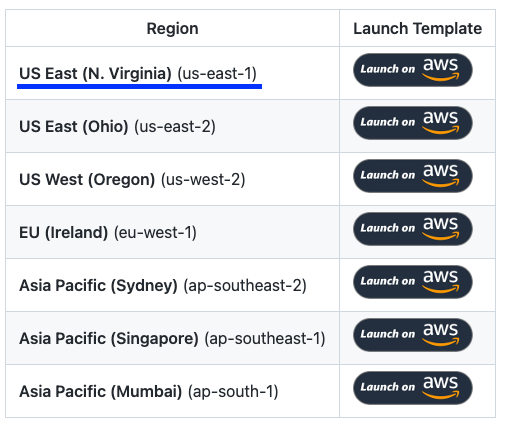 Region Launch Template
US East (N. Virginia) (us-east-1) Launch on aws
US East (Ohio) (us-east-2) Launch on aws
US West (Oregon) (us-west-2) Launch on aws
EU (Ireland) (eu-west-1) Launch on aws
Asia Pacific (Sydney) (ap-southeast-2) Launch on aws
Asia Pacific (Singapore) (ap-southeast-1) Launch on aws
Asia Pacific (Mumbai) (ap-south-1) Launch on aws